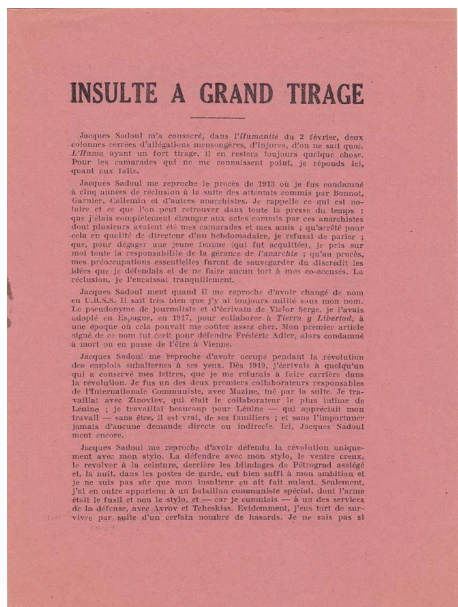 INSULTE A GRAND TIRAGE
Jacques Sadoul m'a consacré, dans l'Humanité du 2 février, deux
colonnes serrées d'allégations mensongères, d'injures, d'on ne sait quoi.
L'Huma ayant un fort tirage, il en restera toujours quelque chose.
Pour les camarades qui ne me connaissent point, je réponds ici,
quant aux faits.
Jacques Sadoul me reproche le procès de 1913 où je fus condamné
à cinq années de réclusion à la suite des attentats commis par Bonnot,
Garnier, Callemin et d'autres anarchistes. Je rappelle ce qui est no-
toire et ce que l'on peut retrouver dans toute la presse du temps :
que j'étais complètement étranger aux actes commis par ces anarchistes
dont plusieurs avaient été mes camarades et mes amis ; qu'arrêté pour
cela en qualité de directeur d'un hebdomadaire, je refusai de parler ;
que, pour dégager une jeune femme (qui fut acquittée), je pris sur
moi toute la responsabilité de la gérance de l'anarchie ; qu'au procès,
mes préoccupations essentielles furent de sauvegarder du discrédit les
idées que je défendais et de ne faire aucun tort à mes co-accusés. La
réclusion, je l'encaissai tranquillement.
Jacques Sadoul ment quand il me reproche d'avoir changé de nom
en U.R.S.S. Il sait très bien que j'y ai toujours milité sous mon nom.
Le pseudonyme de journaliste et d'écrivain de Victor Serge, je l'avais
adopté en Espagne, en 1917, pour collaborer à Tierra y Libertad, à
une époque où cela pouvait me coûter assez cher. Mon premier article
signé de ce nom fut écrit pour défendre Frédéric Adler, alors condamné
à mort ou en passe de l'être à Vienne.
Jacques Sadoul me reproche d'avoir occupé pendant la révolution
des emplois subalternes à ses yeux. Dès 1919, j'écrivais à quelqu'un
qui a conservé mes lettres, que je me refusais à faire carrière dans
la révolution. Je fus un des deux premiers collaborateurs responsables
de l'Internationale Communiste, avec Mazine, tué par la suite. Je tra-
vaillai avec Zinoviev, qui était le collaborateur le plus intime de
Lénine ; je travaillai beaucoup pour Lénine — qui appréciait mon
travail — sans être, il est vrai, de ses familiers ; et sans l'importuner
jamais d'aucune demande directe ou indirecte. Ici, Jacques Sadoul
ment encore.
Jacques Sadoul me reproche d'avoir défendu la révolution unique-
ment avec mon stylo. La défendre avec mon stylo, le ventre creux,
le revolver à la ceinture, derrière les blindages de Pétrograd assiégé
et, la nuit, dans les postes de garde, eut bien suffi à mon ambition et
je ne suis pas sûr que mon insulteur en ait fait autant. Seulement,
j'ai en outre appartenu à un bataillon communiste spécial, dont l'arme
était le fusil et non le stylo, et — car je cumulais — à un des services
de la défense, avec Avrov et Tcheskiss. Evidemment, j'eus tort de sur-
vivre par suite d'un certain nombre de hasards. Je ne sais pas si